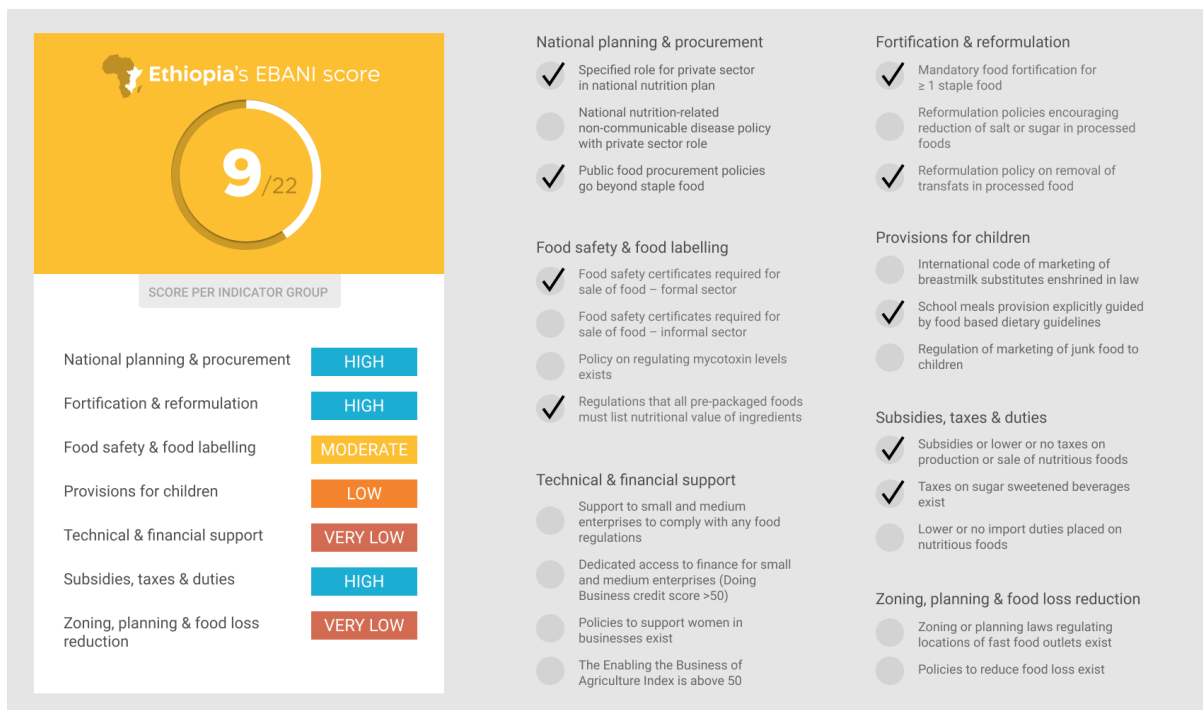 Ethiopia's EBANI score
9/22
SCORE PER INDICATOR GROUP
National planning & procurement HIGH
Fortification & reformulation HIGH
Food safety & food labelling MODERATE
Provisions for children LOW
Technical & financial support VERY LOW
Subsidies, taxes & duties HIGH
Zoning, planning & food loss VERY LOW
reduction
National planning & procurement
Specified role for private sector
in national nutrition plan
National nutrition-related
non-communicable disease policy
with private sector role
Public food procurement policies
go beyond staple food
Food safety & food labelling
Food safety certificates required for
sale of food – formal sector
Food safety certificates required for
sale of food – informal sector
Policy on regulating mycotoxin levels
exists
Regulations that all pre-packaged foods
must list nutritional value of ingredients
Technical & financial support
Support to small and medium
enterprises to comply with any food
regulations
Dedicated access to finance for small
and medium enterprises (Doing
Business credit score >50)
Policies to support women in
businesses exist
The Enabling the Business of
Agriculture Index is above 50
Fortification & reformulation
Mandatory food fortification for
≥ 1 staple food
Reformulation policies encouraging
reduction of salt or sugar in processed
foods
Reformulation policy on removal of
transfats in processed food
Provisions for children
International code of marketing of
breastmilk substitutes enshrined in law
School meals provision explicitly guided
by food based dietary guidelines
Regulation of marketing of junk food to
children
Subsidies, taxes & duties
Subsidies or lower or no taxes on
production or sale of nutritious foods
Taxes on sugar sweetened beverages
exist
Lower or no import duties placed on
nutritious foods
Zoning, planning & food loss reduction
Zoning or planning laws regulating
locations of fast food outlets exist
Policies to reduce food loss exist